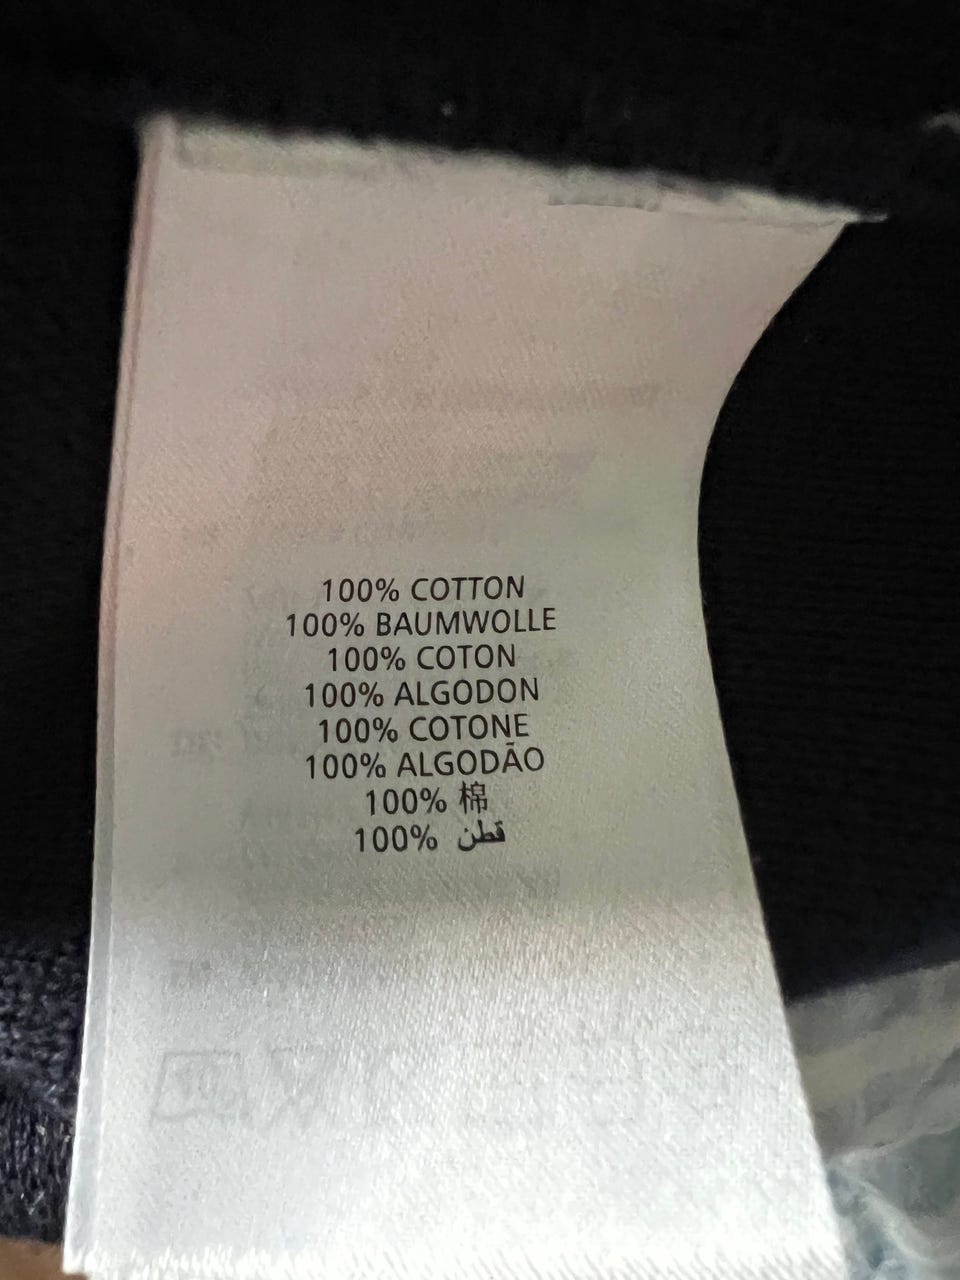 100% COTTON
100% BAUMWOLLE
100% COTON
100% ALGODON
100% COTONE
100% ALGODÃO
100% 棉
100% قطن